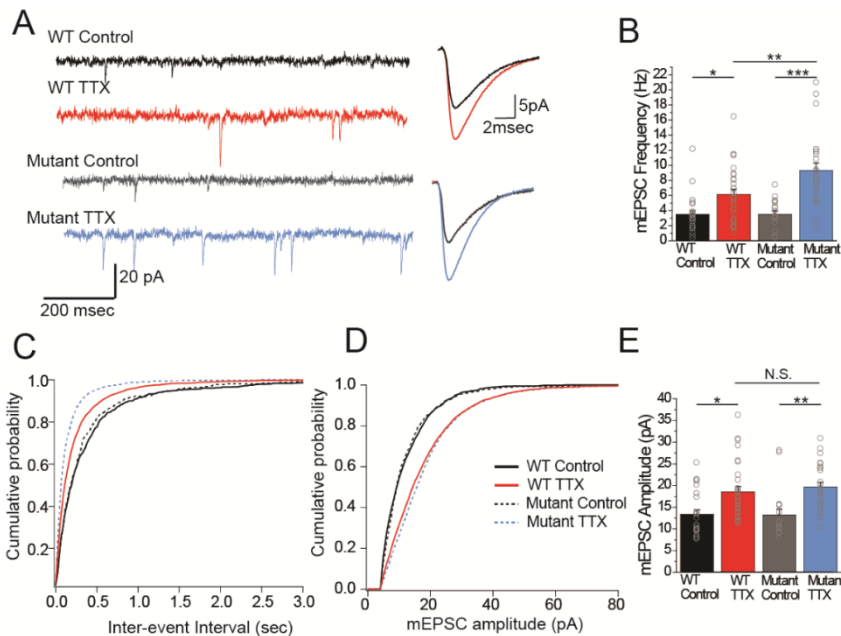 A
WT Control
WT TTX
Mutant Control
Mutant TTX
20 pA
200 msec
5pA
2msec
B
mEPSC Frequency (Hz)
22
20
18
16
14
12
10
8
6
4
2
0
*
**
***
WT Control
WT TTX
Mutant Control
Mutant TTX
C
Cumulative probability
1.0
0.8
0.6
0.4
0.2
0.0
0.5
1.0
1.5
2.0
2.5
3.0
Inter-event Interval (sec)
D
Cumulative probability
1.0
0.8
0.6
0.4
0.2
0.0
0
20
40
60
80
mEPSC amplitude (pA)
WT Control
WT TTX
Mutant Control
Mutant TTX
E
N.S.
*
**
mEPSC Amplitude (pA)
40
35
30
25
20
15
10
5
0
WT Control
WT TTX
Mutant Control
Mutant TTX